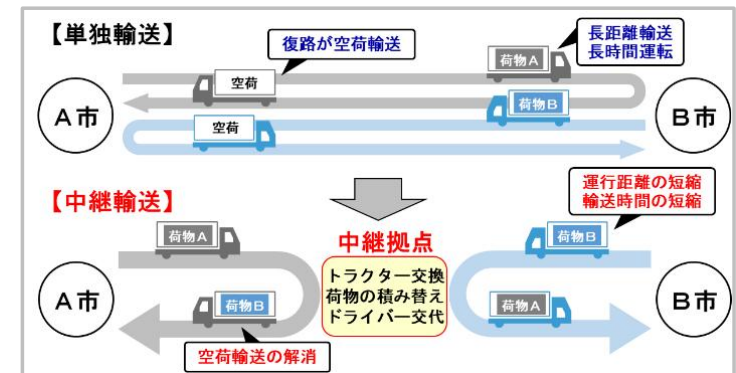 【単独輸送】
復路が空荷輸送
長距離輸送
長時間運転
荷物A
空荷
A市
荷物B
B市
空荷
【中継輸送】
運行距離の短縮
輸送時間の短縮
荷物A
中継拠点
荷物B
トラクター交換
荷物の積み替え
ドライバー交代
A市
荷物B
荷物A
B市
空荷輸送の解消